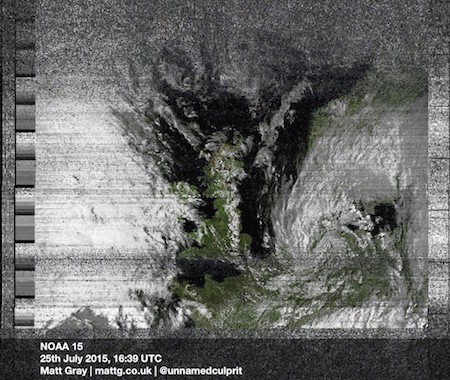 NOAA 15
25th July 2015, 16:39 UTC
Matt Gray | mattg.co.uk | @unnamedculprit